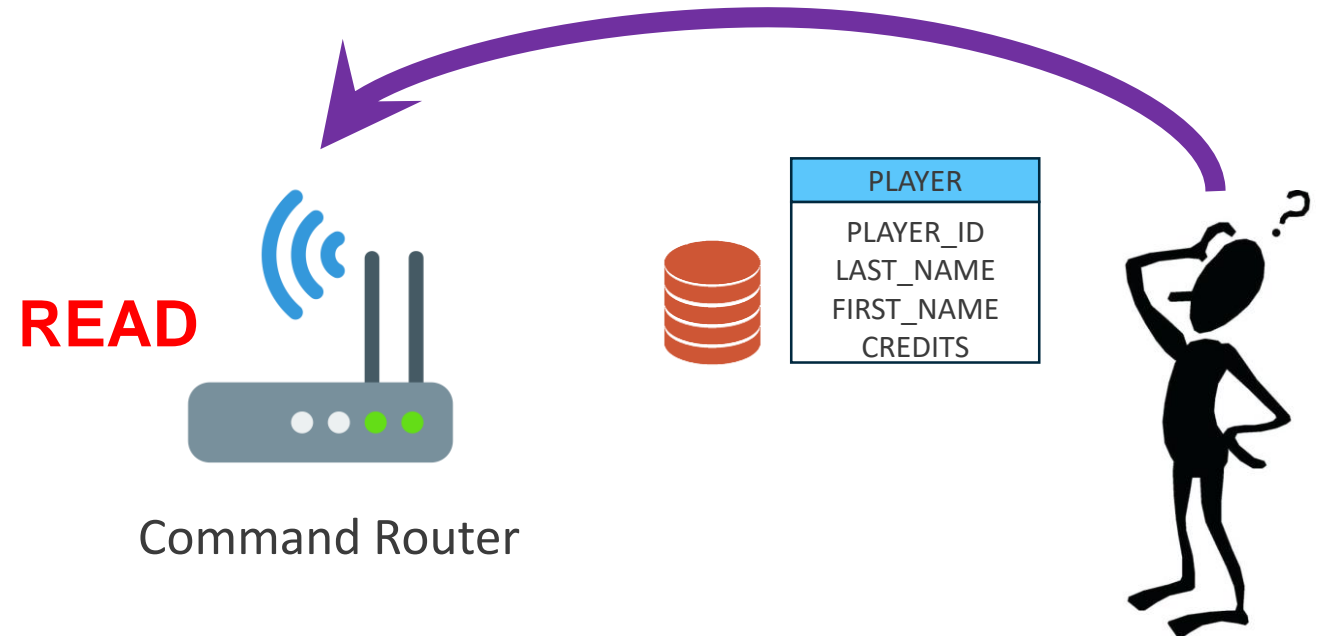 PLAYER
PLAYER_ID
LAST_NAME
FIRST_NAME
CREDITS
?
READ
Command Router